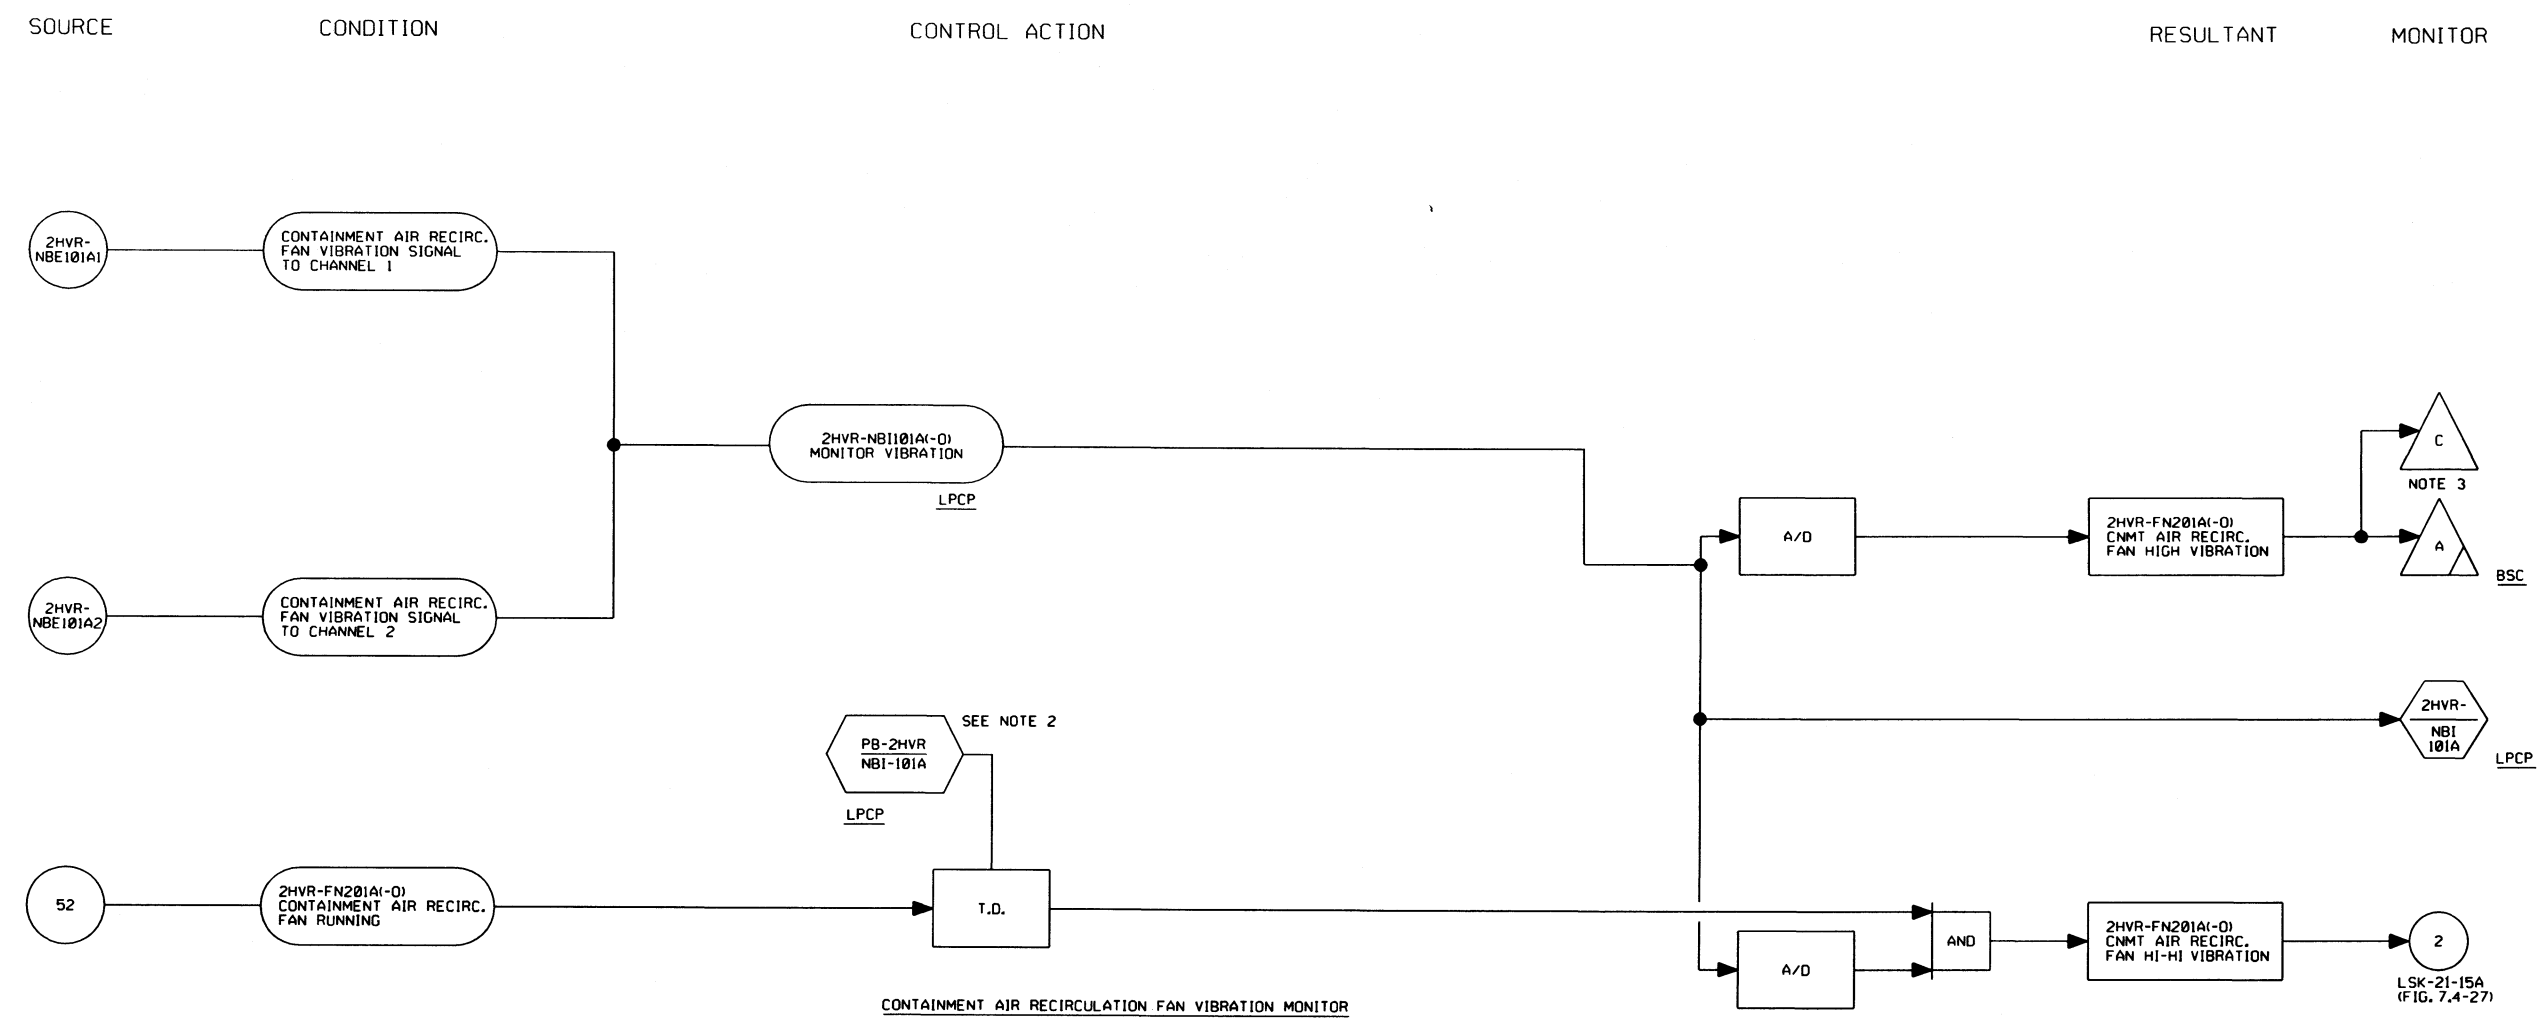 SOURCE
CONDITION
CONTROL ACTION
RESULTANT
MONITOR
2HVR-
NBE101A1
CONTAINMENT AIR RECIRC.
FAN VIBRATION SIGNAL
TO CHANNEL 1
2HVR-NBI101A(-O)
MONITOR VIBRATION
LPCP
C
NOTE 3
A/D
2HVR-FN201A(-O)
CNMT AIR RECIRC.
FAN HIGH VIBRATION
A
BSC
2HVR-
NBE101A2
CONTAINMENT AIR RECIRC.
FAN VIBRATION SIGNAL
TO CHANNEL 2
2HVR-
NBI
101A
LPCP
SEE NOTE 2
PB-2HVR
NBI-101A
LPCP
52
2HVR-FN201A(-O)
CONTAINMENT AIR RECIRC.
FAN RUNNING
T.D.
A/D
AND
2HVR-FN201A(-O)
CNMT AIR RECIRC.
FAN HI-HI VIBRATION
2
LSK-21-15A
(FIG. 7.4-27)
CONTAINMENT AIR RECIRCULATION FAN VIBRATION MONITOR